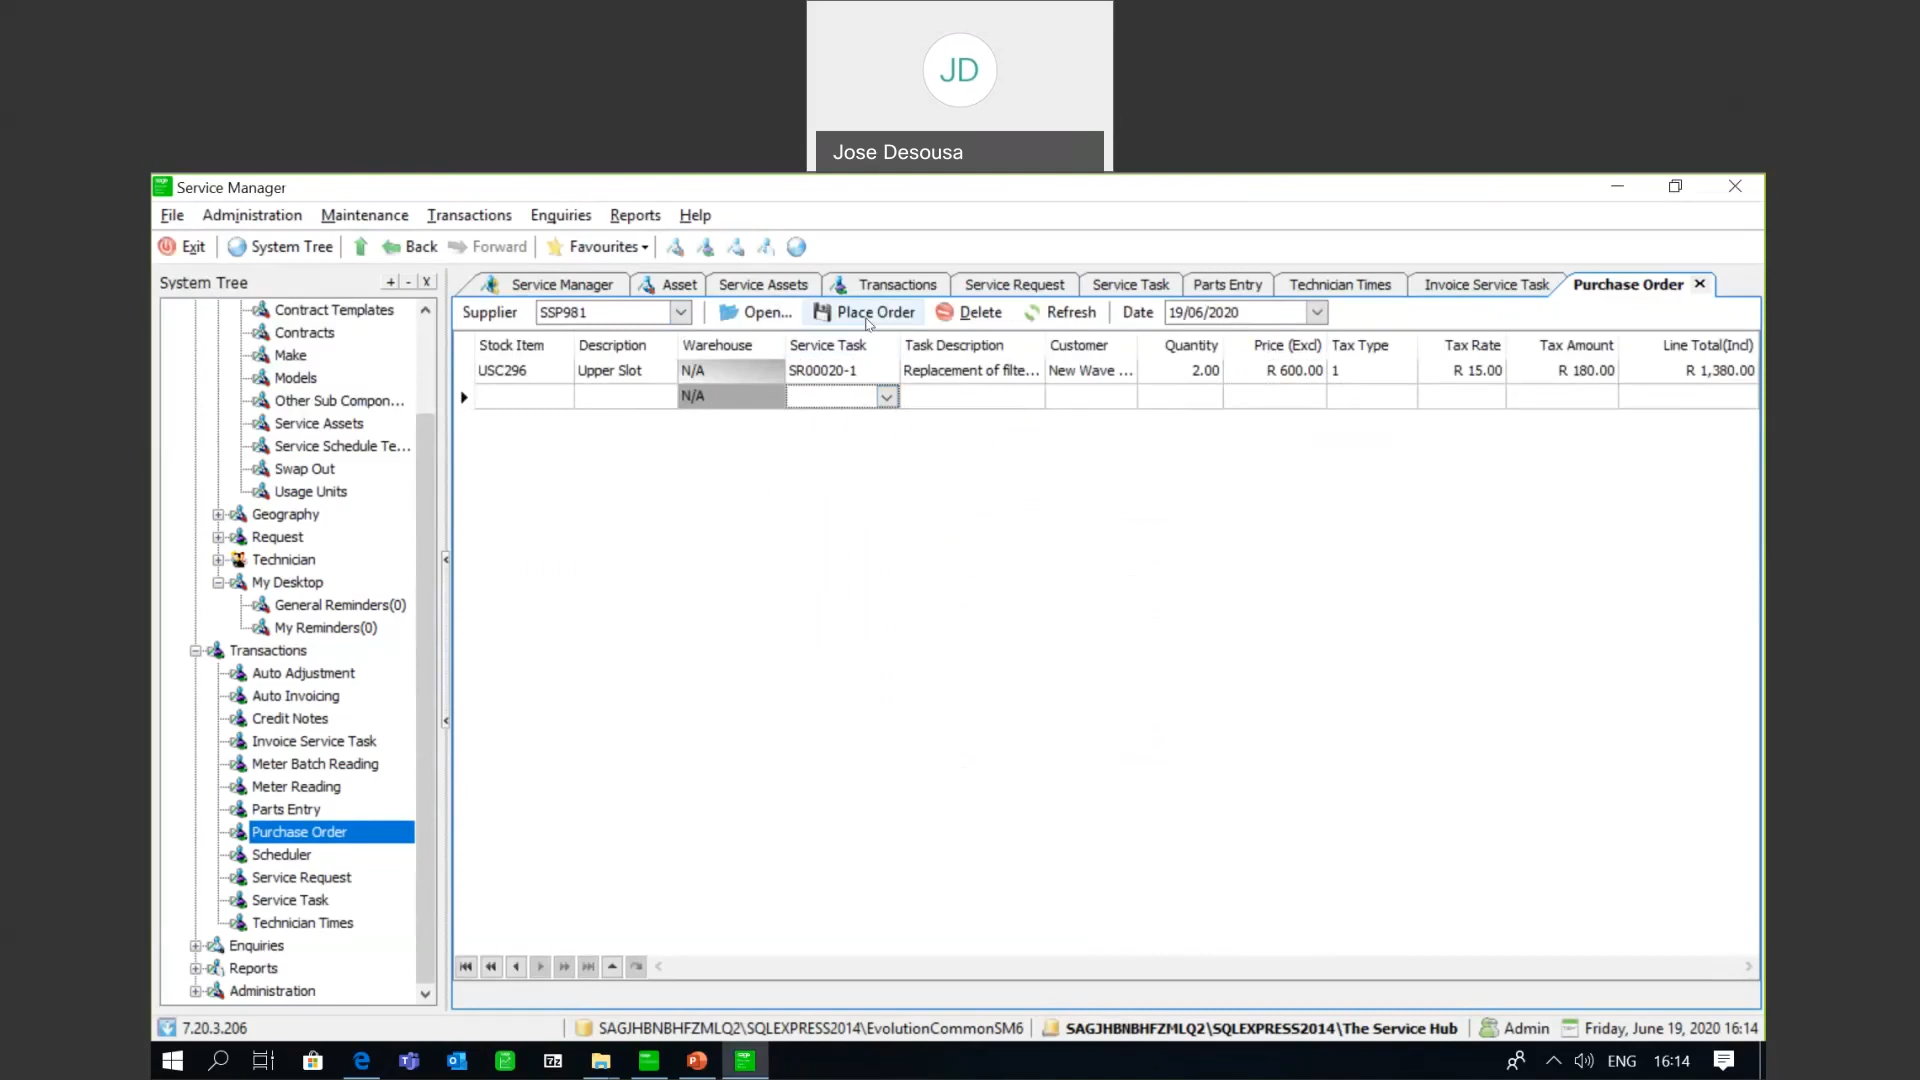 JD
Jose Desousa
Service Manager
File Administration Maintenance Transactions Enquiries Reports Help
Exit System Tree Back Forward Favourites
System Tree + - X
Service Manager Asset Service Assets Transactions Service Request Service Task Parts Entry Technician Times Invoice Service Task Purchase Order
Supplier SSP981 Open... Place Order Delete Refresh Date 19/06/2020
Stock Item Description Warehouse Service Task Task Description Customer Quantity Price (Excl) Tax Type Tax Rate Tax Amount Line Total(Incl)
USC296 Upper Slot N/A SR00020-1 Replacement of filte... New Wave ... 2.00 R 600.00 1 R 15.00 R 180.00 R 1,380.00
N/A
Contract Templates
Contracts
Make
Models
Other Sub Compon...
Service Assets
Service Schedule Te...
Swap Out
Usage Units
Geography
Request
Technician
My Desktop
General Reminders(0)
My Reminders(0)
Transactions
Auto Adjustment
Auto Invoicing
Credit Notes
Invoice Service Task
Meter Batch Reading
Meter Reading
Parts Entry
Purchase Order
Scheduler
Service Request
Service Task
Technician Times
Enquiries
Reports
Administration
7.20.3.206 SAGJHBNBHFZMLQ2\SQLEXPRESS2014\EvolutionCommonSM6 SAGJHBNBHFZMLQ2\SQLEXPRESS2014\The Service Hub Admin Friday, June 19, 2020 16:14
ENG 16:14